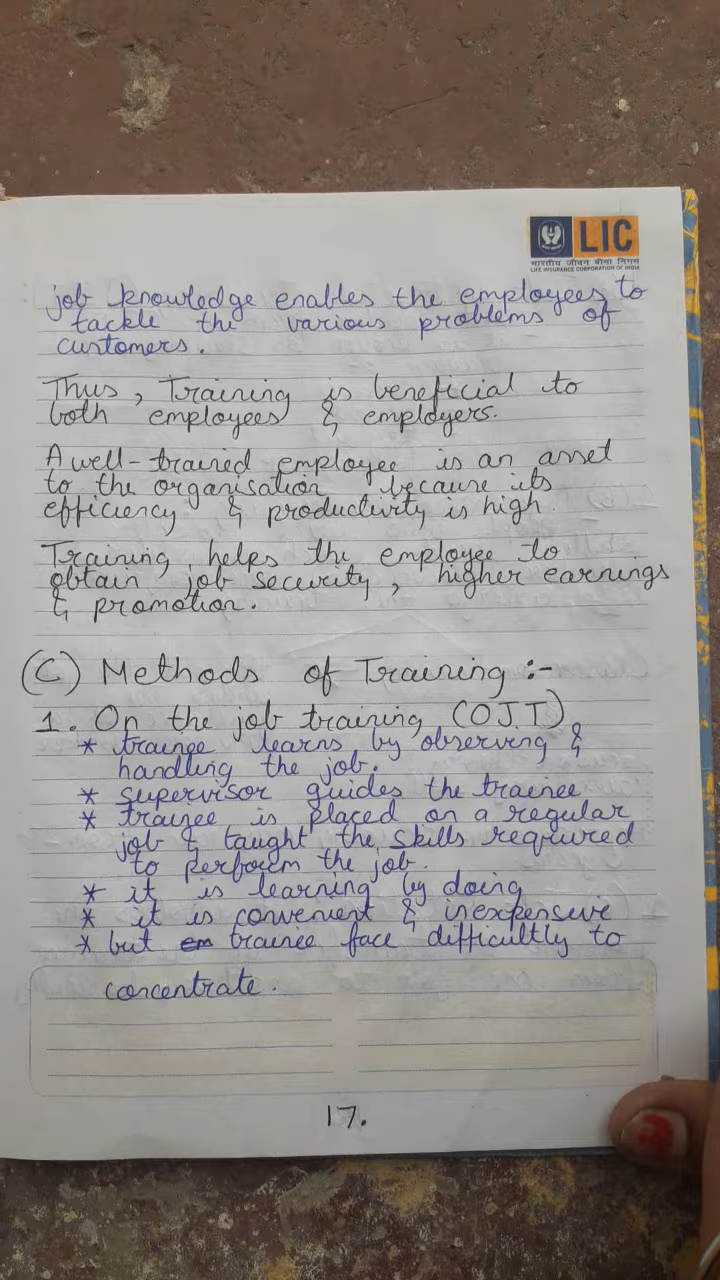 LIC
भारतीय जीवन बीमा निगम
LIFE INSURANCE CORPORATION OF INDIA
job knowledge enables the employees to
tackle the various problems of
customers.
Thus, Training is beneficial to
both employees & employers.
A well-trained employee is an asset
to the organisation because its
efficiency & productivity is high.
Training helps the employee to
obtain job security, higher earnings
& promotion.
(C) Methods of Training :-
1. On the job training (OJT)
* trainee learns by observing &
handling the job.
* supervisor guides the trainee
* trainee is placed on a regular
job & taught the skills required
to perform the job.
* it is learning by doing
* it is convenient & inexpensive
* but trainee face difficultly to
concentrate.
17.